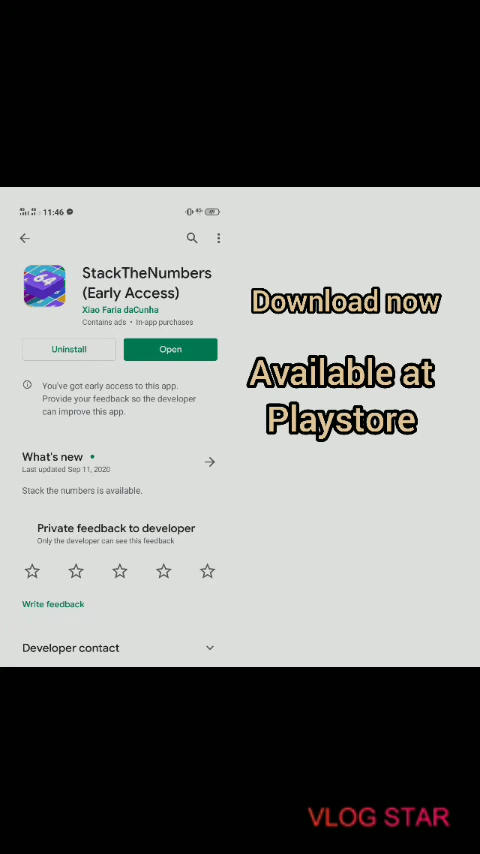 11:46
StackTheNumbers
(Early Access)
Xiao Faria daCunha
Contains ads • In-app purchases
Uninstall
Open
You've got early access to this app.
Provide your feedback so the developer
can improve this app.
What's new
Last updated Sep 11, 2020
Stack the numbers is available.
Private feedback to developer
Only the developer can see this feedback
Write feedback
Developer contact
Download now
Available at
Playstore
VLOG STAR